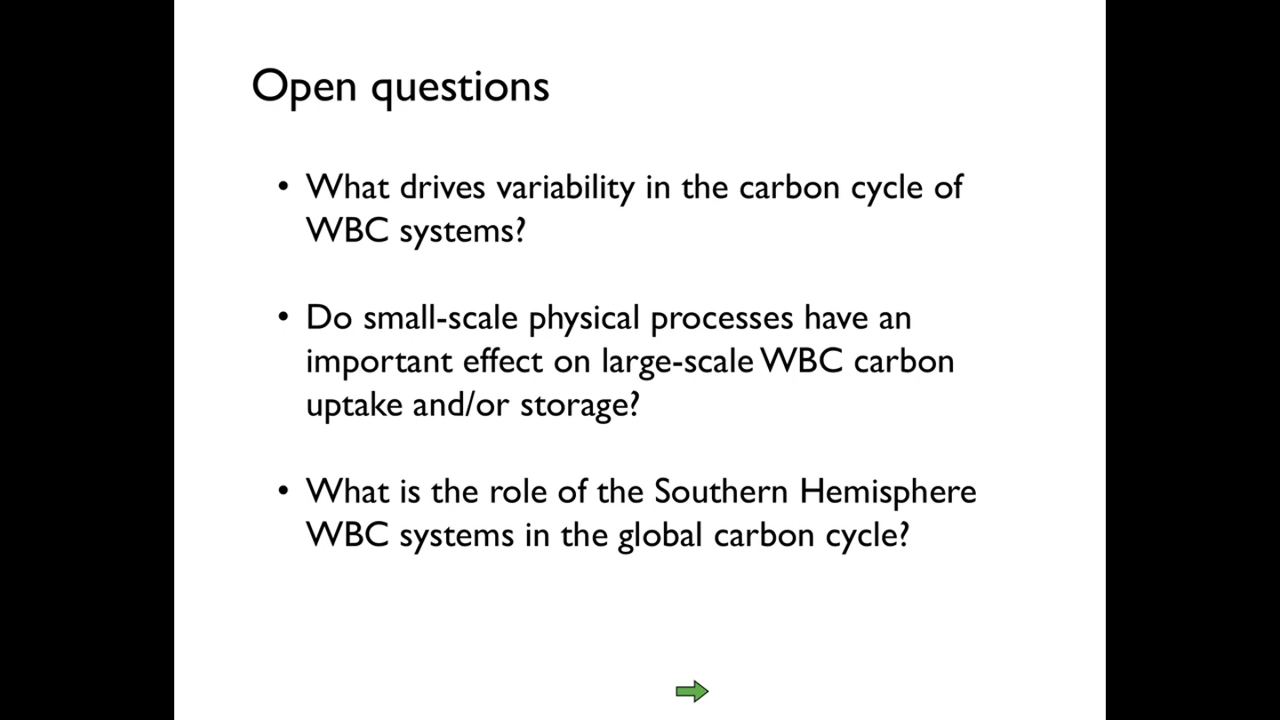 Open questions
• What drives variability in the carbon cycle of
WBC systems?
• Do small-scale physical processes have an
important effect on large-scale WBC carbon
uptake and/or storage?
• What is the role of the Southern Hemisphere
WBC systems in the global carbon cycle?